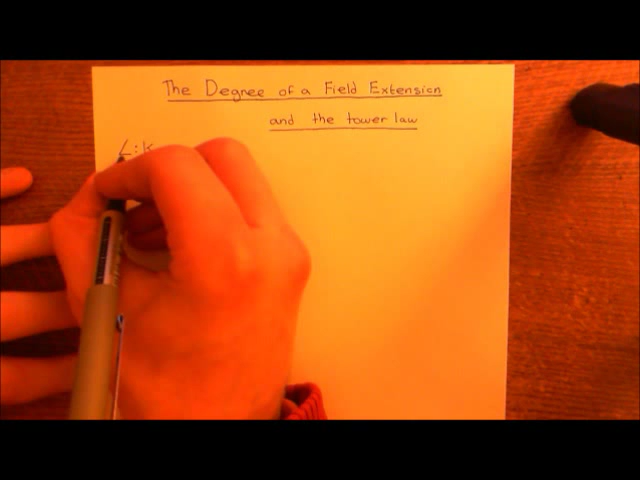 The Degree of a Field Extension
and the tower law
L:K